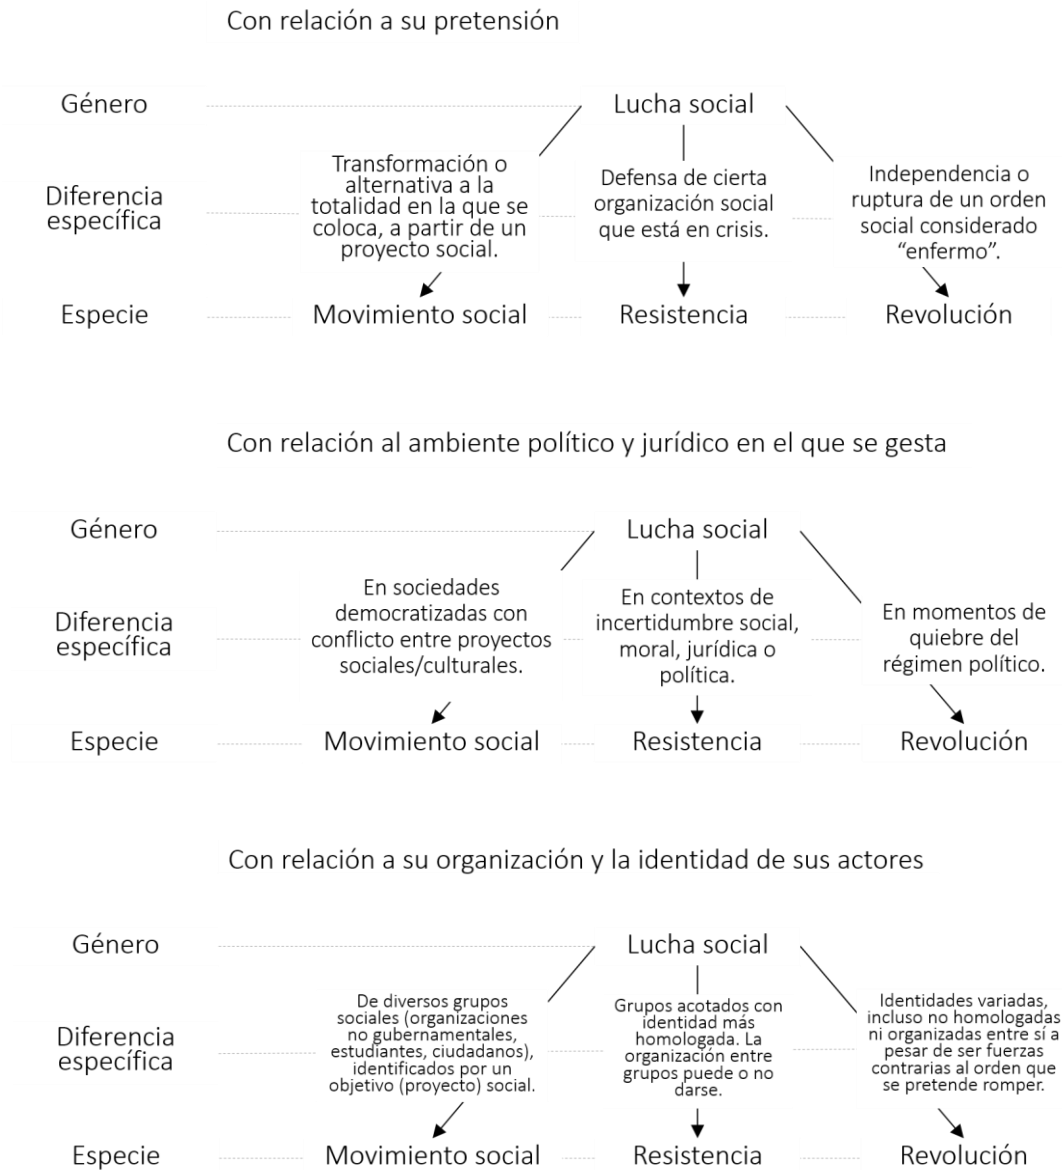 Con relación a su pretensión
Género
Lucha social
Diferencia
específica
Transformación o
alternativa a la
totalidad en la que se
coloca, a partir de un
proyecto social.
Defensa de cierta
organización social
que está en crisis.
Independencia o
ruptura de un orden
social considerado
“enfermo”.
Especie
Movimiento social
Resistencia
Revolución
Con relación al ambiente político y jurídico en el que se gesta
Género
Lucha social
Diferencia
específica
En sociedades
democratizadas con
conflicto entre proyectos
sociales/culturales.
En contextos de
incertidumbre social,
moral, jurídica o
política.
En momentos de
quiebre del
régimen político.
Especie
Movimiento social
Resistencia
Revolución
Con relación a su organización y la identidad de sus actores
Género
Lucha social
Diferencia
específica
De diversos grupos
sociales (organizaciones
no gubernamentales,
estudiantes, ciudadanos),
identificados por un
objetivo (proyecto) social.
Grupos acotados con
identidad más
homologada. La
organización entre
grupos puede o no
darse.
Identidades variadas,
incluso no homologadas
ni organizadas entre sí a
pesar de ser fuerzas
contrarias al orden que
se pretende romper.
Especie
Movimiento social
Resistencia
Revolución